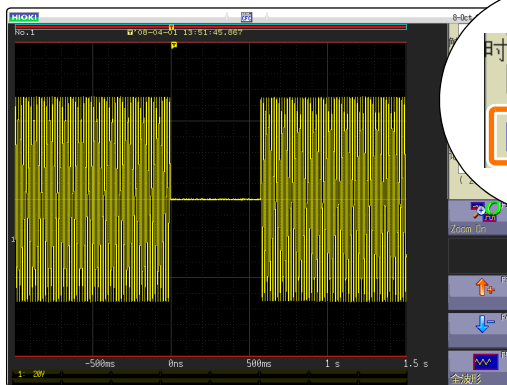 HIOKI
8-Oct
No.1
'08-04-01 13:51:45.867
时
1
Zoom On
-500ms 0ns 500ms 1 s 1.5 s
1: 20V
全波形